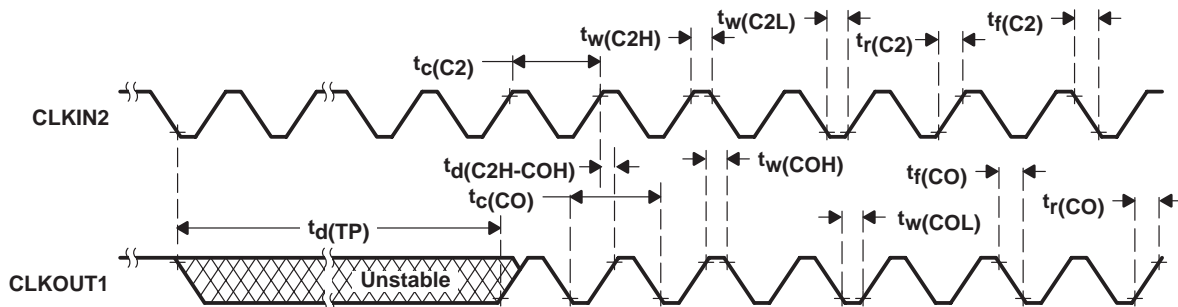 tw(C2H)
tw(C2L)
tf(C2)
tr(C2)
tc(C2)
CLKIN2
td(C2H-COH)
tw(COH)
tf(CO)
tc(CO)
tr(CO)
td(TP)
tw(COL)
Unstable
CLKOUT1